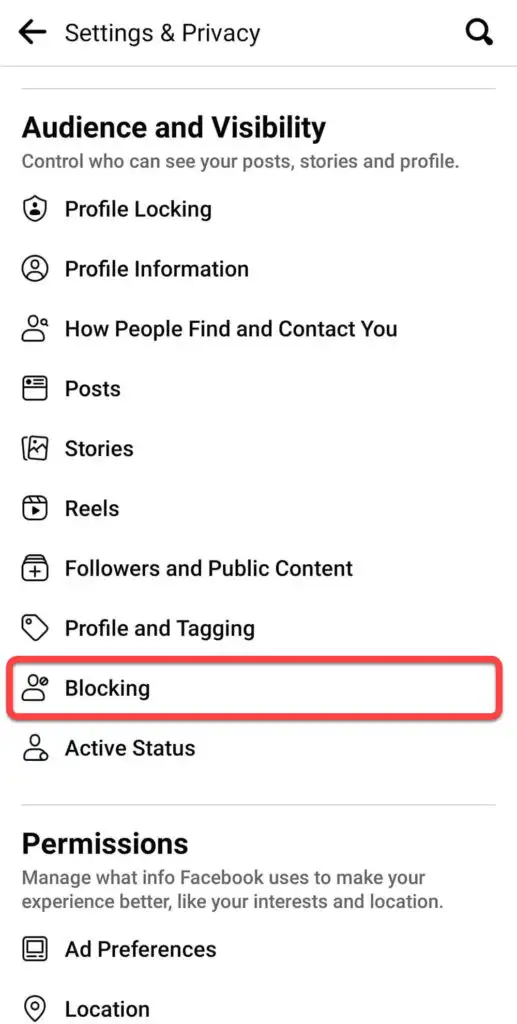 Settings & Privacy
Audience and Visibility
Control who can see your posts, stories and profile.
Profile Locking
Profile Information
How People Find and Contact You
Posts
Stories
Reels
Followers and Public Content
Profile and Tagging
Blocking
Active Status
Permissions
Manage what info Facebook uses to make your
experience better, like your interests and location.
Ad Preferences
Location